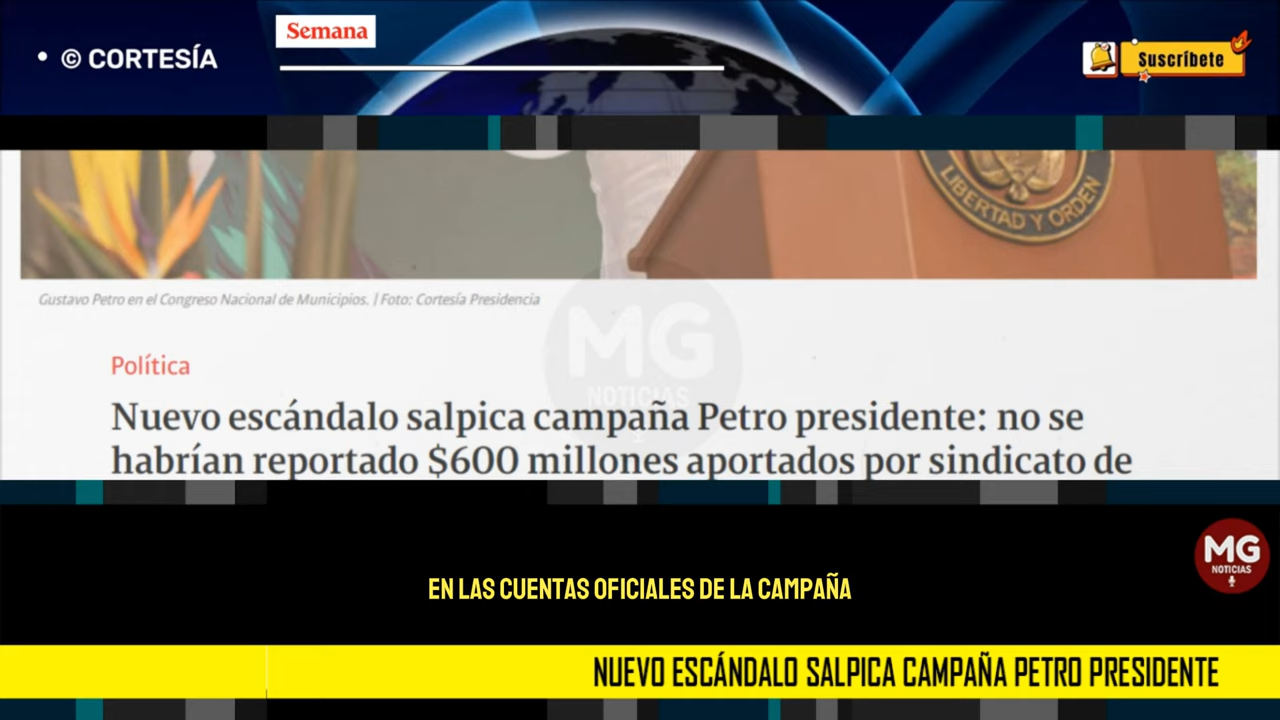 Semana
• © CORTESÍA
Suscríbete
LIBERTAD Y ORDEN
Gustavo Petro en el Congreso Nacional de Municipios. | Foto: Cortesía Presidencia
MG
NOTICIAS
Política
Nuevo escándalo salpica campaña Petro presidente: no se
habrían reportado $600 millones aportados por sindicato de
MG
NOTICIAS
EN LAS CUENTAS OFICIALES DE LA CAMPAÑA
NUEVO ESCÁNDALO SALPICA CAMPAÑA PETRO PRESIDENTE